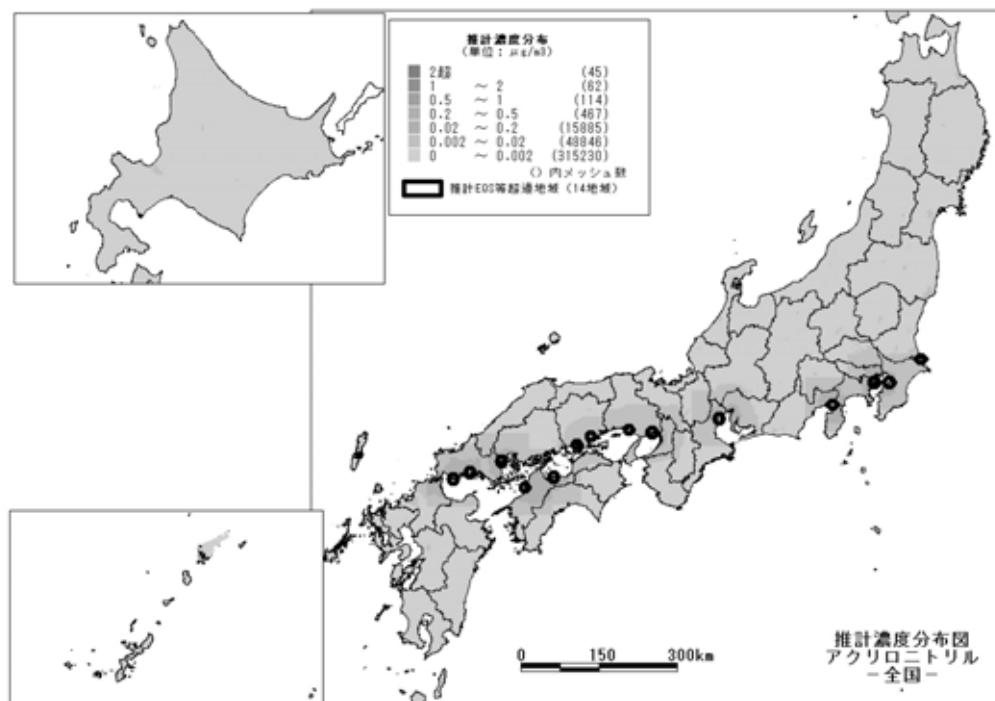 推計濃度分布
(単位：μg/m3)
2超 (45)
1 ～ 2 (62)
0.5 ～ 1 (114)
0.2 ～ 0.5 (467)
0.02 ～ 0.2 (15885)
0.002 ～ 0.02 (48846)
0 ～ 0.002 (315230)
()内メッシュ数
推計EQS等超過地域(14地域)
0 150 300km
推計濃度分布図
アクリロニトリル
－全国－